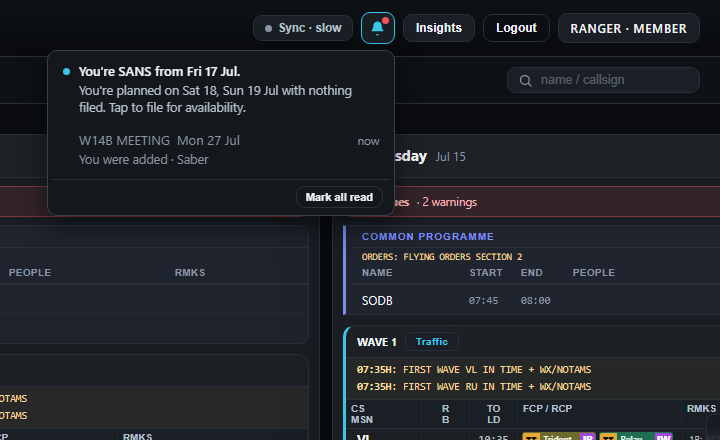 Sync · slow
Insights
Logout
RANGER · MEMBER
You're SANS from Fri 17 Jul.
You're planned on Sat 18, Sun 19 Jul with nothing
filed. Tap to file for availability.
W14B MEETING Mon 27 Jul
now
You were added · Saber
Mark all read
name / callsign
sday Jul 15
ues · 2 warnings
PEOPLE RMKS
OTAMS
OTAMS
RMKS
COMMON PROGRAMME
ORDERS: FLYING ORDERS SECTION 2
NAME START END PEOPLE
SODB 07:45 08:00
WAVE 1 Traffic
07:35H: FIRST WAVE VL IN TIME + WX/NOTAMS
07:35H: FIRST WAVE RU IN TIME + WX/NOTAMS
CS R TO FCP / RCP RMKS
MSN B LD
VL 10:35 Trident Relay